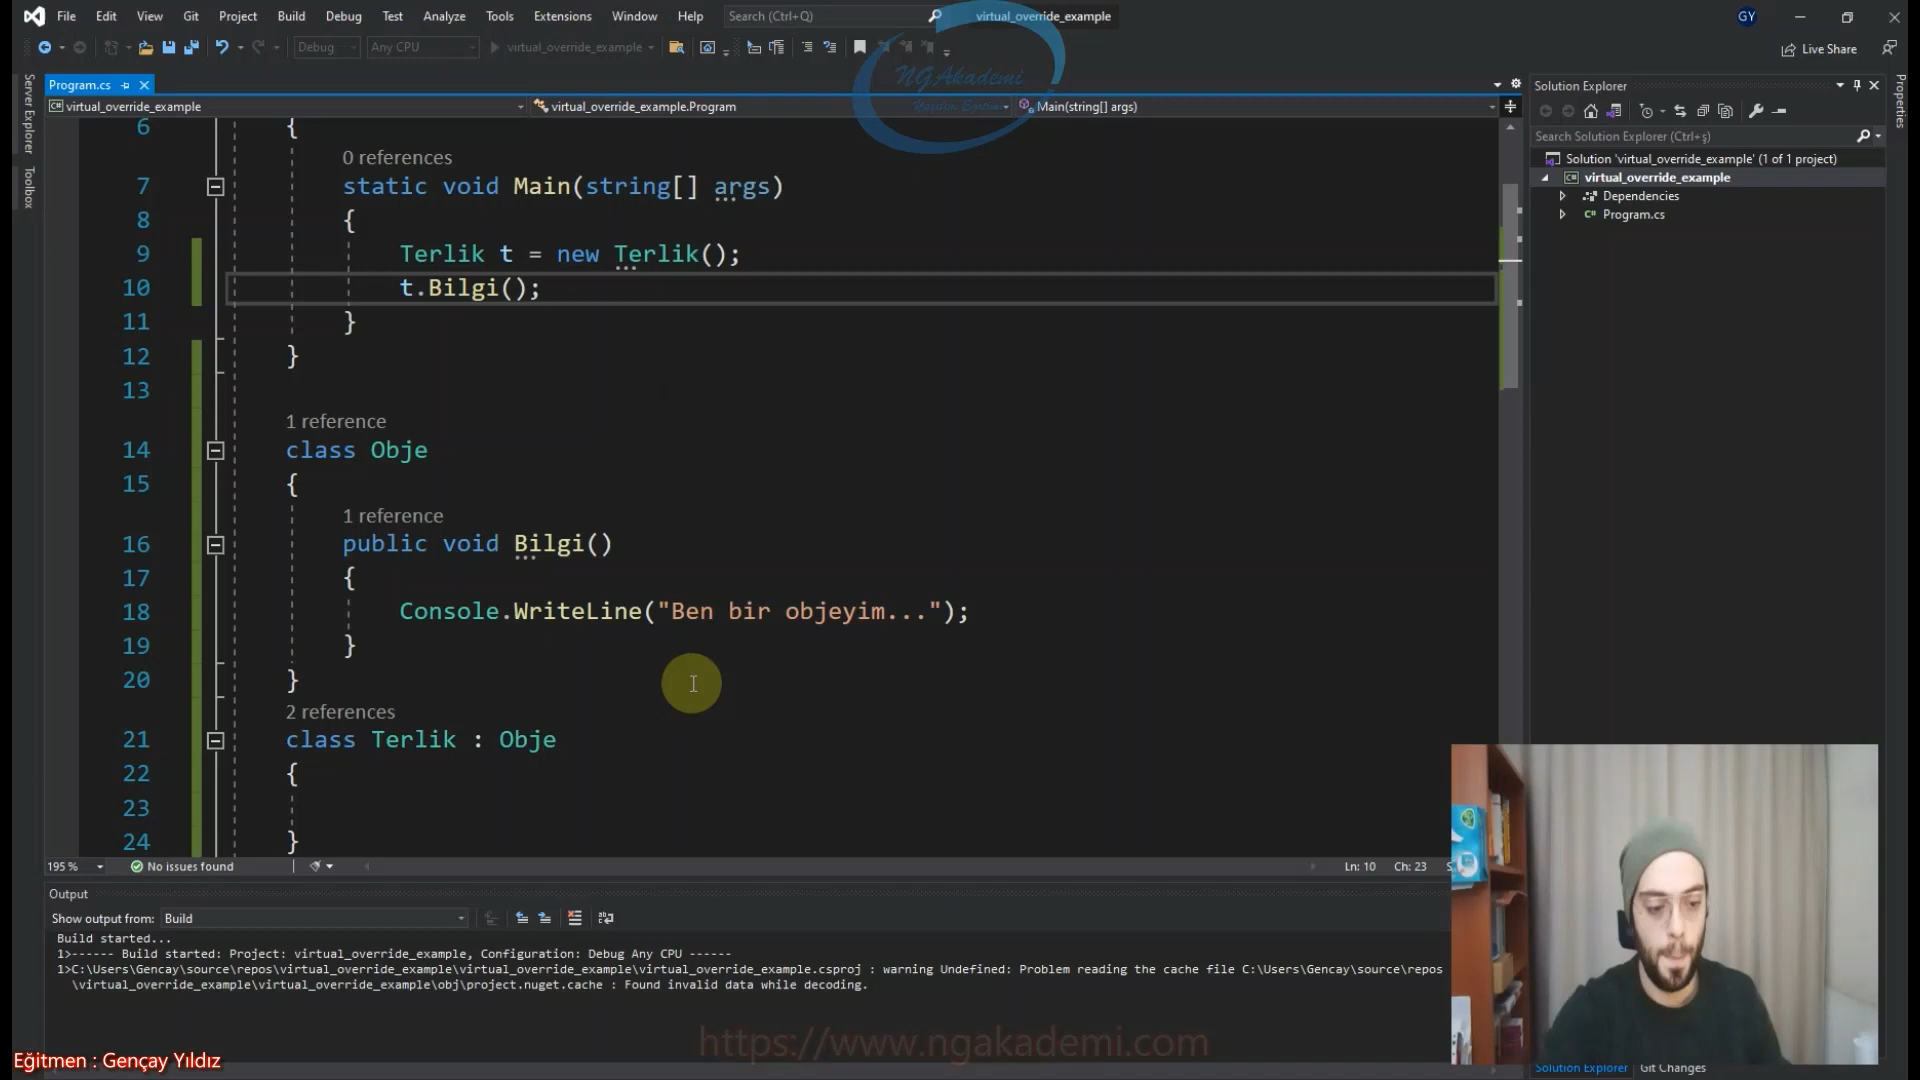 File Edit View Git Project Build Debug Test Analyze Tools Extensions Window Help Search (Ctrl+Q) virtual_override_example GY
Debug Any CPU virtual_override_example Live Share
NGAkademi
Yazılım Eğitim
Server Explorer
Toolbox
Properties
Program.cs
virtual_override_example virtual_override_example.Program Main(string[] args)
6 {
0 references
7 static void Main(string[] args)
8 {
9 Terlik t = new Terlik();
10 t.Bilgi();
11 }
12 }
13
1 reference
14 class Obje
15 {
1 reference
16 public void Bilgi()
17 {
18 Console.WriteLine("Ben bir objeyim...");
19 }
20 }
2 references
21 class Terlik : Obje
22 {
23
24 }
195 % No issues found Ln: 10 Ch: 23
Solution Explorer
Search Solution Explorer (Ctrl+ş)
Solution 'virtual_override_example' (1 of 1 project)
virtual_override_example
Dependencies
Program.cs
Output
Show output from: Build
Build started...
1>------ Build started: Project: virtual_override_example, Configuration: Debug Any CPU ------
1>C:\Users\Gencay\source\repos\virtual_override_example\virtual_override_example\virtual_override_example.csproj : warning Undefined: Problem reading the cache file C:\Users\Gencay\source\repos
\virtual_override_example\virtual_override_example\obj\project.nuget.cache : Found invalid data while decoding.
https://www.ngakademi.com
Eğitmen : Gençay Yıldız
Solution Explorer Git Changes